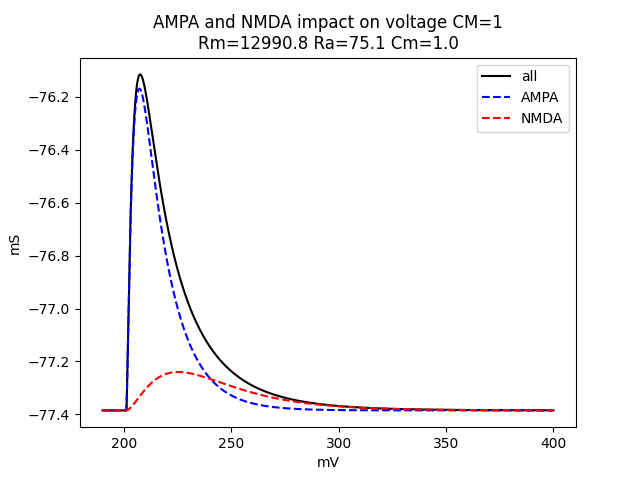 AMPA and NMDA impact on voltage CM=1
Rm=12990.8 Ra=75.1 Cm=1.0
all
AMPA
NMDA
−76.2
−76.4
−76.6
−76.8
−77.0
−77.2
−77.4
mS
200
250
300
350
400
mV